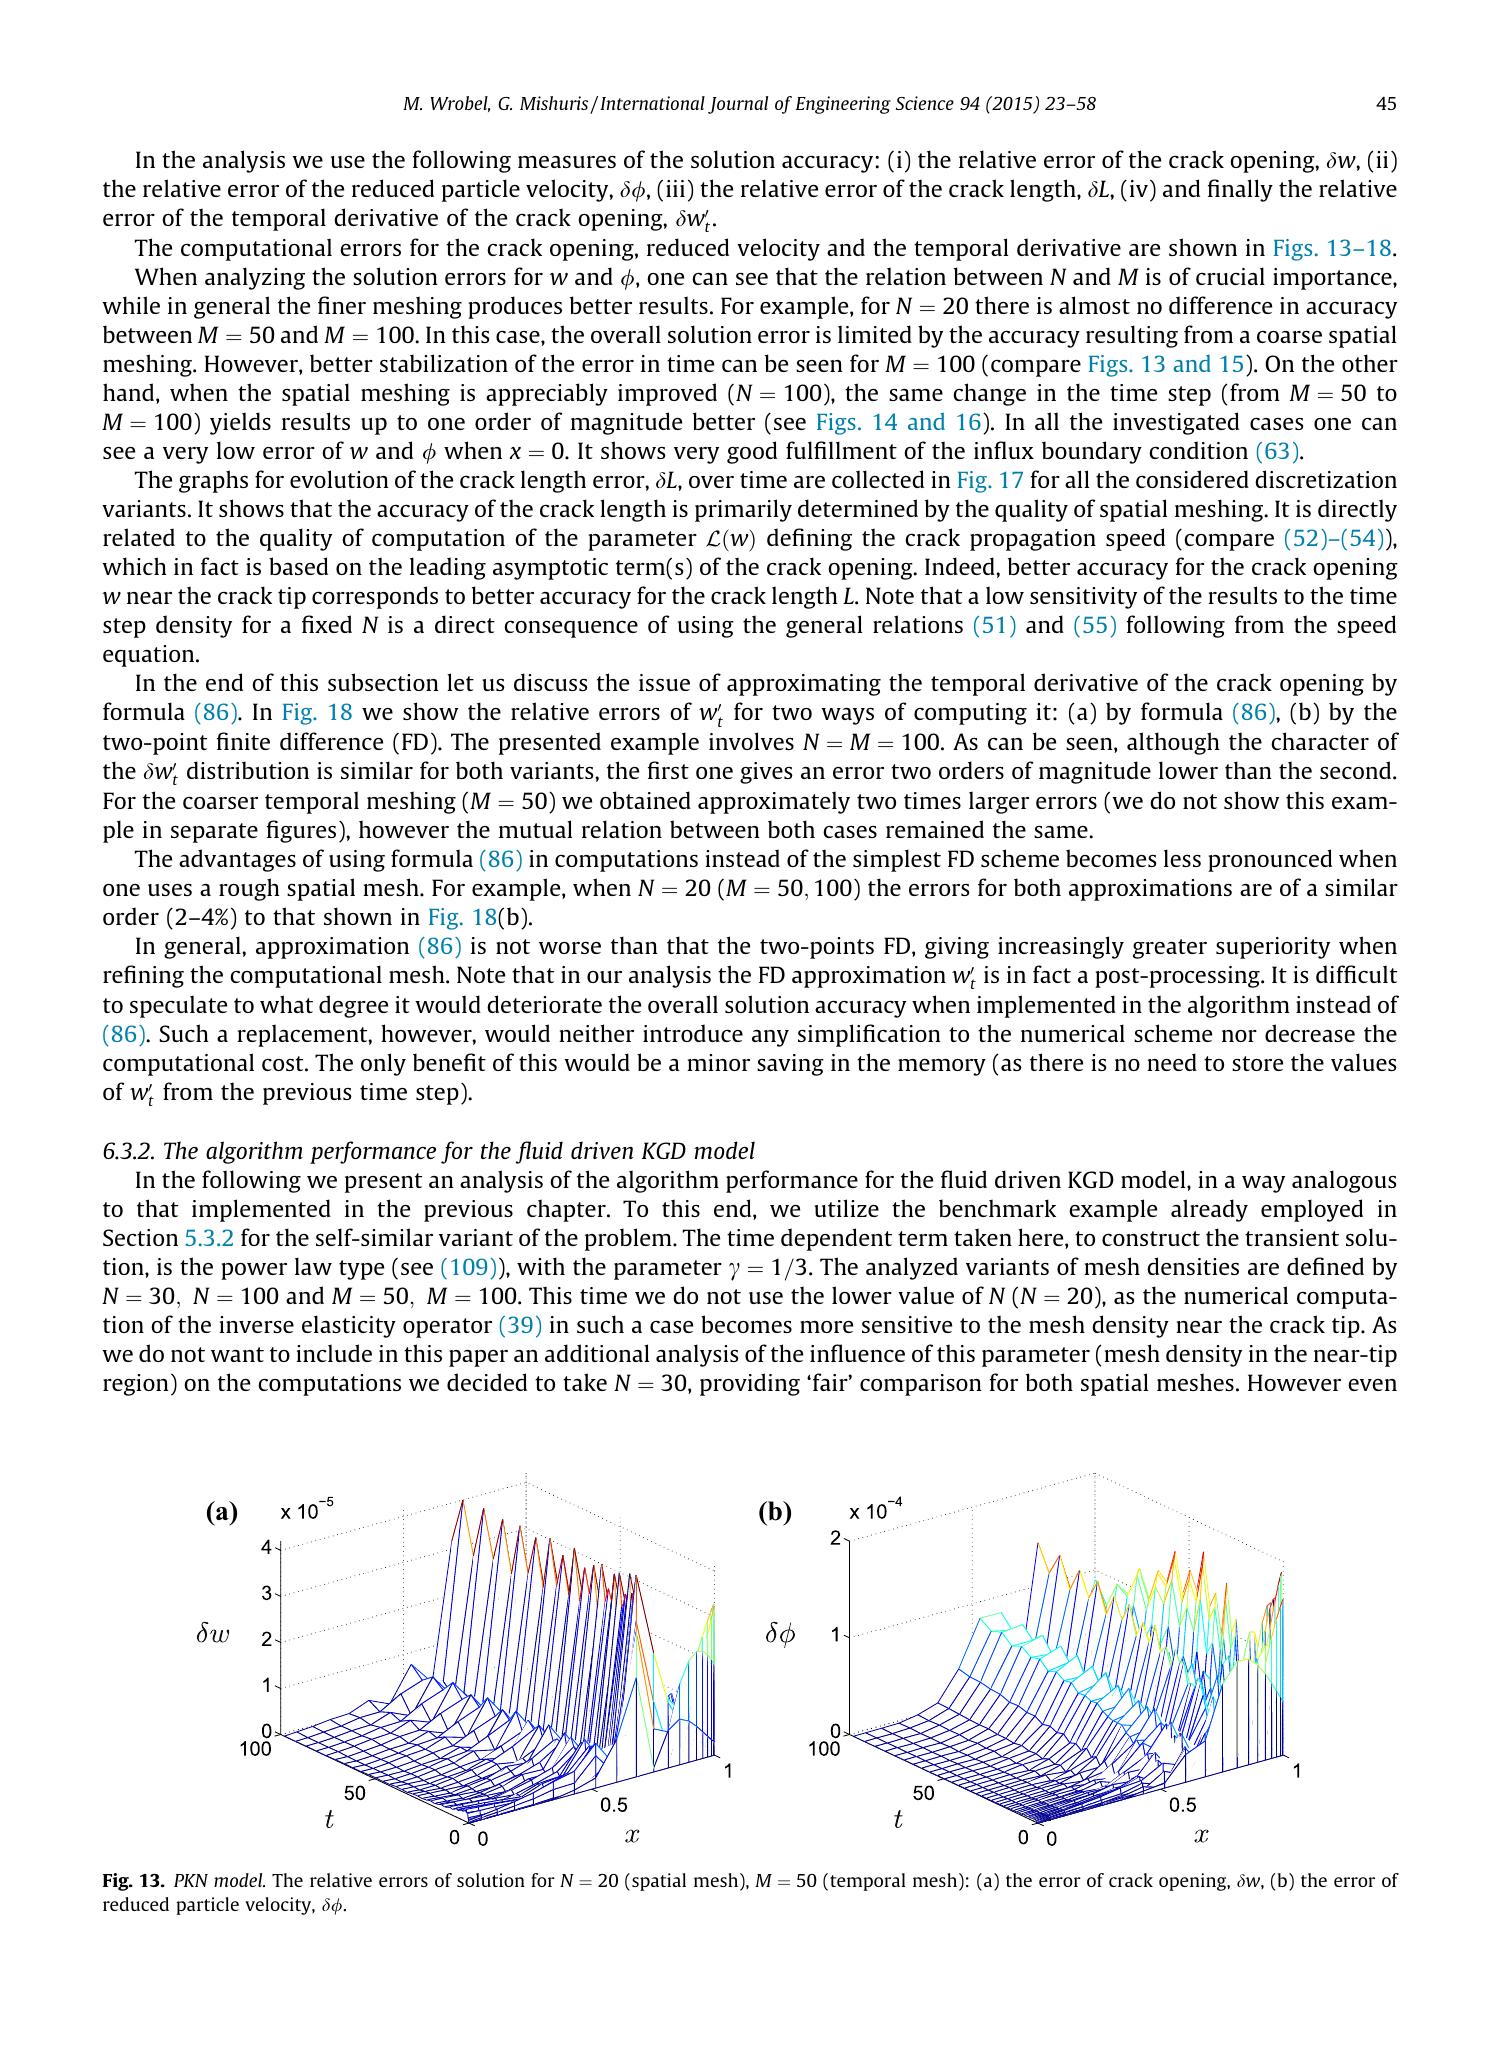 M. Wrobel, G. Mishuris / International Journal of Engineering Science 94 (2015) 23–58 45
In the analysis we use the following measures of the solution accuracy: (i) the relative error of the crack opening, δw, (ii)
the relative error of the reduced particle velocity, δϕ, (iii) the relative error of the crack length, δL, (iv) and finally the relative
error of the temporal derivative of the crack opening, δw′t.
The computational errors for the crack opening, reduced velocity and the temporal derivative are shown in Figs. 13–18.
When analyzing the solution errors for w and ϕ, one can see that the relation between N and M is of crucial importance,
while in general the finer meshing produces better results. For example, for N = 20 there is almost no difference in accuracy
between M = 50 and M = 100. In this case, the overall solution error is limited by the accuracy resulting from a coarse spatial
meshing. However, better stabilization of the error in time can be seen for M = 100 (compare Figs. 13 and 15). On the other
hand, when the spatial meshing is appreciably improved (N = 100), the same change in the time step (from M = 50 to
M = 100) yields results up to one order of magnitude better (see Figs. 14 and 16). In all the investigated cases one can
see a very low error of w and ϕ when x = 0. It shows very good fulfillment of the influx boundary condition (63).
The graphs for evolution of the crack length error, δL, over time are collected in Fig. 17 for all the considered discretization
variants. It shows that the accuracy of the crack length is primarily determined by the quality of spatial meshing. It is directly
related to the quality of computation of the parameter ℒ(w) defining the crack propagation speed (compare (52)–(54)),
which in fact is based on the leading asymptotic term(s) of the crack opening. Indeed, better accuracy for the crack opening
w near the crack tip corresponds to better accuracy for the crack length L. Note that a low sensitivity of the results to the time
step density for a fixed N is a direct consequence of using the general relations (51) and (55) following from the speed
equation.
In the end of this subsection let us discuss the issue of approximating the temporal derivative of the crack opening by
formula (86). In Fig. 18 we show the relative errors of w′t for two ways of computing it: (a) by formula (86), (b) by the
two-point finite difference (FD). The presented example involves N = M = 100. As can be seen, although the character of
the δw′t distribution is similar for both variants, the first one gives an error two orders of magnitude lower than the second.
For the coarser temporal meshing (M = 50) we obtained approximately two times larger errors (we do not show this exam-
ple in separate figures), however the mutual relation between both cases remained the same.
The advantages of using formula (86) in computations instead of the simplest FD scheme becomes less pronounced when
one uses a rough spatial mesh. For example, when N = 20 (M = 50, 100) the errors for both approximations are of a similar
order (2–4%) to that shown in Fig. 18(b).
In general, approximation (86) is not worse than that the two-points FD, giving increasingly greater superiority when
refining the computational mesh. Note that in our analysis the FD approximation w′t is in fact a post-processing. It is difficult
to speculate to what degree it would deteriorate the overall solution accuracy when implemented in the algorithm instead of
(86). Such a replacement, however, would neither introduce any simplification to the numerical scheme nor decrease the
computational cost. The only benefit of this would be a minor saving in the memory (as there is no need to store the values
of w′t from the previous time step).
6.3.2. The algorithm performance for the fluid driven KGD model
In the following we present an analysis of the algorithm performance for the fluid driven KGD model, in a way analogous
to that implemented in the previous chapter. To this end, we utilize the benchmark example already employed in
Section 5.3.2 for the self-similar variant of the problem. The time dependent term taken here, to construct the transient solu-
tion, is the power law type (see (109)), with the parameter γ = 1/3. The analyzed variants of mesh densities are defined by
N = 30, N = 100 and M = 50, M = 100. This time we do not use the lower value of N (N = 20), as the numerical computa-
tion of the inverse elasticity operator (39) in such a case becomes more sensitive to the mesh density near the crack tip. As
we do not want to include in this paper an additional analysis of the influence of this parameter (mesh density in the near-tip
region) on the computations we decided to take N = 30, providing ‘fair’ comparison for both spatial meshes. However even
(a) x 10⁻⁵
4
3
δw
2
1
0
100
50
t
0 0
0.5
x
1
(b) x 10⁻⁴
2
δϕ
1
0
100
50
t
0 0
0.5
x
1
Fig. 13. PKN model. The relative errors of solution for N = 20 (spatial mesh), M = 50 (temporal mesh): (a) the error of crack opening, δw, (b) the error of
reduced particle velocity, δϕ.